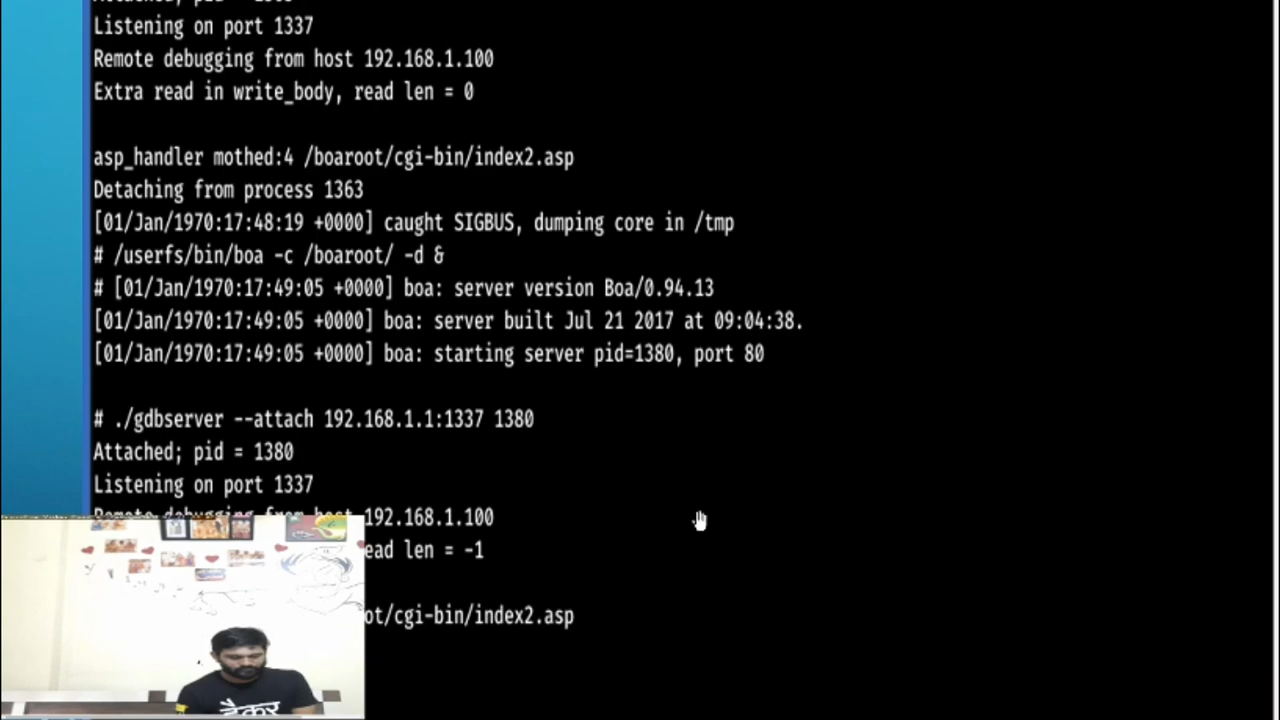 Listening on port 1337
Remote debugging from host 192.168.1.100
Extra read in write_body, read len = 0
asp_handler mothed:4 /boaroot/cgi-bin/index2.asp
Detaching from process 1363
[01/Jan/1970:17:48:19 +0000] caught SIGBUS, dumping core in /tmp
# /userfs/bin/boa -c /boaroot/ -d &
# [01/Jan/1970:17:49:05 +0000] boa: server version Boa/0.94.13
[01/Jan/1970:17:49:05 +0000] boa: server built Jul 21 2017 at 09:04:38.
[01/Jan/1970:17:49:05 +0000] boa: starting server pid=1380, port 80
# ./gdbserver --attach 192.168.1.1:1337 1380
Attached; pid = 1380
Listening on port 1337
192.168.1.100
ead len = -1
ot/cgi-bin/index2.asp
हैकर